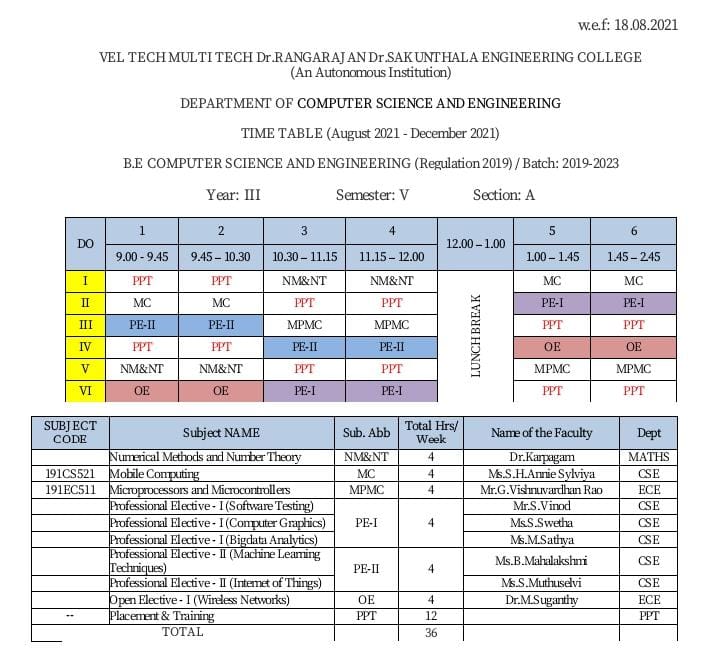 w.e.f: 18.08.2021
VEL TECH MULTI TECH Dr.RANGARAJAN Dr.SAKUNTHALA ENGINEERING COLLEGE
(An Autonomous Institution)
DEPARTMENT OF COMPUTER SCIENCE AND ENGINEERING
TIME TABLE (August 2021 - December 2021)
B.E COMPUTER SCIENCE AND ENGINEERING (Regulation 2019) / Batch: 2019-2023
Year: III Semester: V Section: A
DO 1 2 3 4 12.00 – 1.00 5 6
9.00 - 9.45 9.45 – 10.30 10.30 – 11.15 11.15 – 12.00 1.00 – 1.45 1.45 – 2.45
I PPT PPT NM&NT NM&NT MC MC
II MC MC PPT PPT PE-I PE-I
III PE-II PE-II MPMC MPMC PPT PPT
IV PPT PPT PE-II PE-II OE OE
V NM&NT NM&NT PPT PPT MPMC MPMC
VI OE OE PE-I PE-I PPT PPT
LUNCH BREAK
SUBJECT CODE Subject NAME Sub. Abb Total Hrs/ Week Name of the Faculty Dept
Numerical Methods and Number Theory NM&NT 4 Dr.Karpagam MATHS
191CS521 Mobile Computing MC 4 Ms.S.H.Annie Sylviya CSE
191EC511 Microprocessors and Microcontrollers MPMC 4 Mr.G.Vishnuvardhan Rao ECE
Professional Elective - I (Software Testing) Mr.S.Vinod CSE
Professional Elective - I (Computer Graphics) PE-I 4 Ms.S.Swetha CSE
Professional Elective - I (Bigdata Analytics) Ms.M.Sathya CSE
Professional Elective - II (Machine Learning
Techniques) PE-II 4 Ms.B.Mahalakshmi CSE
Professional Elective - II (Internet of Things) Ms.S.Muthuselvi CSE
Open Elective - I (Wireless Networks) OE 4 Dr.M.Suganthy ECE
-- Placement & Training PPT 12 PPT
TOTAL 36